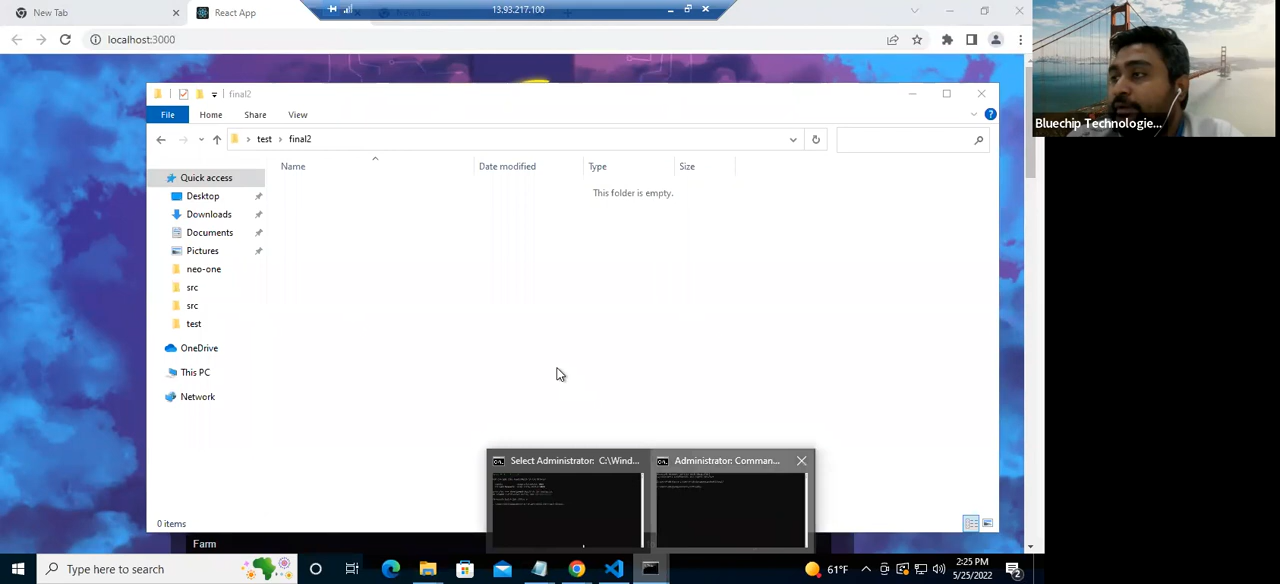 New Tab
React App
13.93.217.100
localhost:3000
final2
File
Home
Share
View
test
final2
Name
Date modified
Type
Size
This folder is empty.
Quick access
Desktop
Downloads
Documents
Pictures
neo-one
src
src
test
OneDrive
This PC
Network
0 items
Select Administrator: C:\Wind...
Administrator: Comman...
Farm
Type here to search
61°F
2:25 PM
5/25/2022
2
Bluechip Technologie...